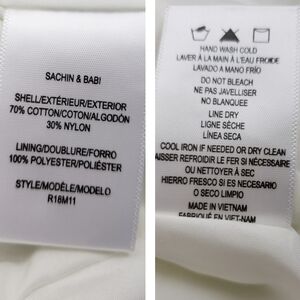 SACHIN & BABI
SHELL/EXTÉRIEUR/EXTERIOR
70% COTTON/COTON/ALGODÓN
30% NYLON
LINING/DOUBLURE/FORRO
100% POLYESTER/POLIÉSTER
STYLE/MODÈLE/MODELO
R18M11
HAND WASH COLD
LAVER À LA MAIN À L'EAU FROIDE
LAVADO A MANO FRÍO
DO NOT BLEACH
NE PAS JAVELLISER
NO BLANQUEE
LINE DRY
LIGNE SÈCHE
LÍNEA SECA
COOL IRON IF NEEDED OR DRY CLEAN
AISSER REFROIDIR LE FER SI NÉCESSAIRE
OU NETTOYER À SEC
HIERRO FRESCO SI ES NECESARIO
O SECO LIMPIO
MADE IN VIETNAM
FABRIQUÉ EN VIET-NAM